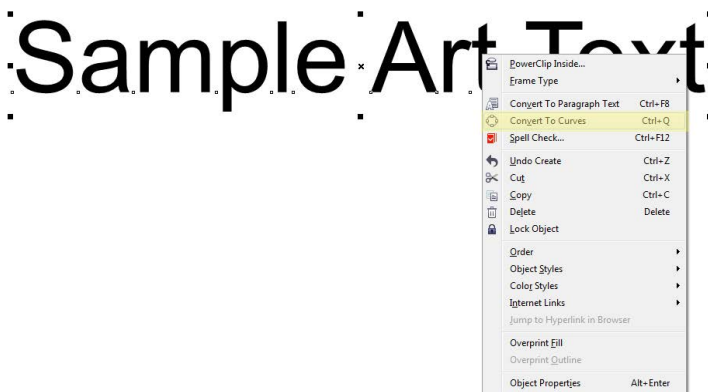 Sample Art Text
PowerClip Inside...
Frame Type
Convert To Paragraph Text Ctrl+F8
Convert To Curves Ctrl+Q
Spell Check... Ctrl+F12
Undo Create Ctrl+Z
Cut Ctrl+X
Copy Ctrl+C
Delete Delete
Lock Object
Order
Object Styles
Color Styles
Internet Links
Jump to Hyperlink in Browser
Overprint Fill
Overprint Outline
Object Properties Alt+Enter